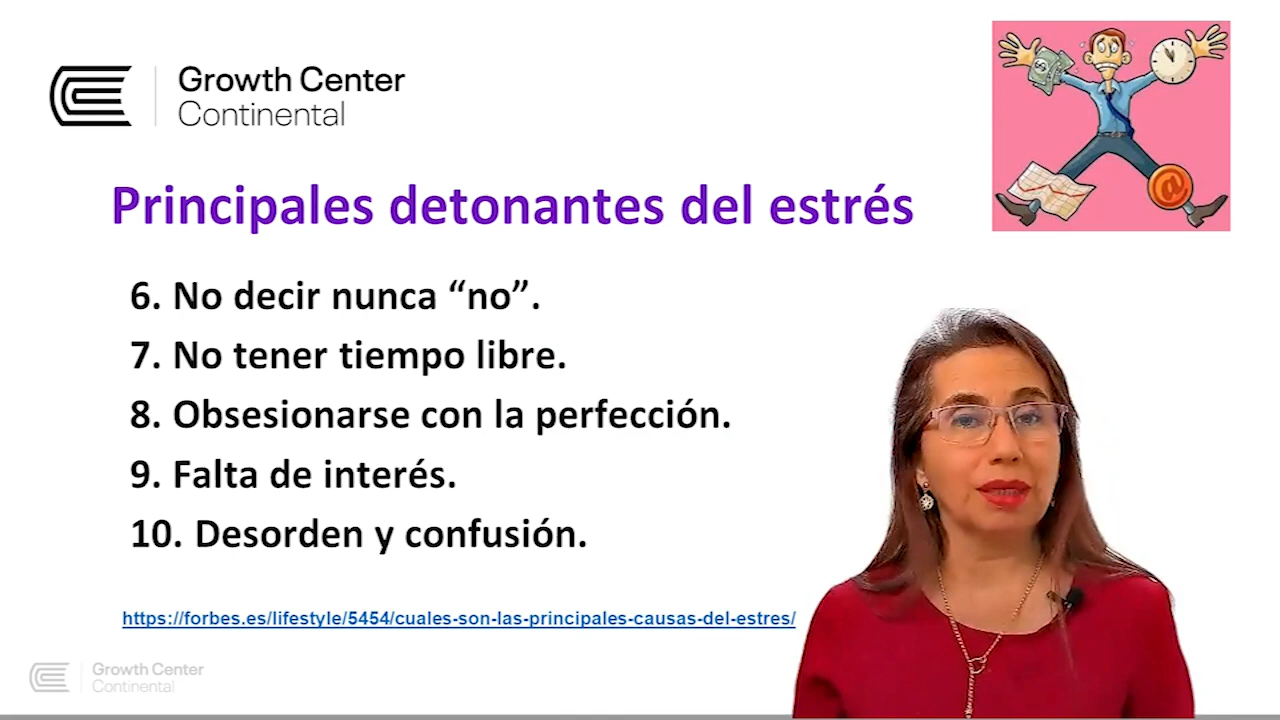 Growth Center
Continental
Principales detonantes del estrés
6. No decir nunca “no”.
7. No tener tiempo libre.
8. Obsesionarse con la perfección.
9. Falta de interés.
10. Desorden y confusión.
https://forbes.es/lifestyle/5454/cuales-son-las-principales-causas-del-estres/
Growth Center
Continental